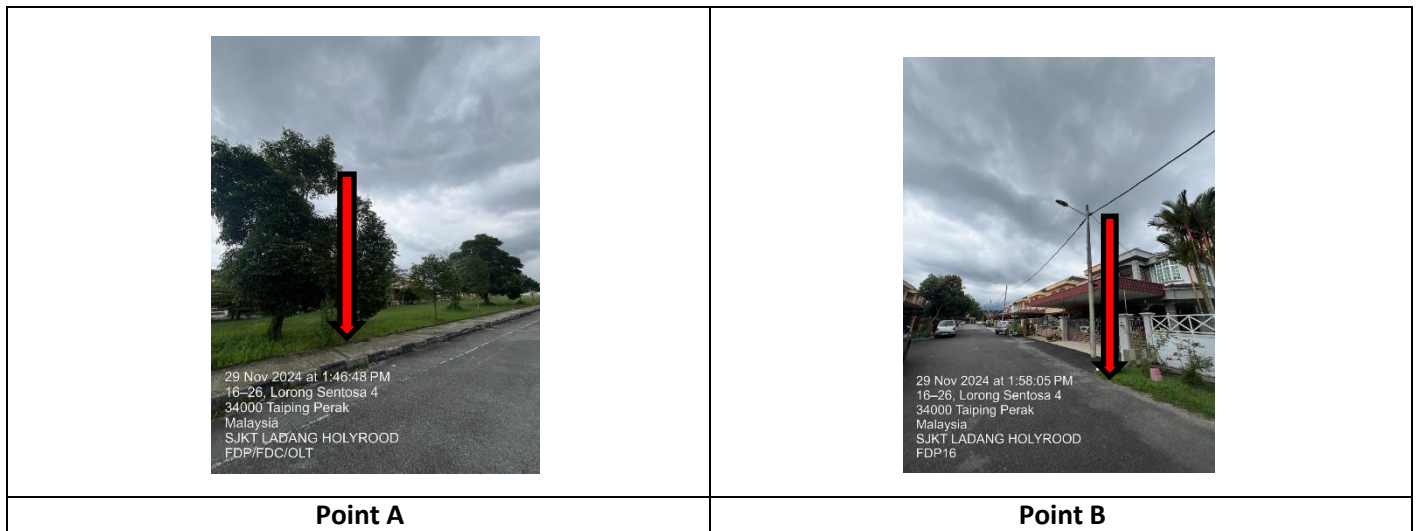 29 Nov 2024 at 1:46:48 PM
16–26, Lorong Sentosa 4
34000 Taiping Perak
Malaysia
SJKT LADANG HOLYROOD
FDP/FDC/OLT
29 Nov 2024 at 1:58:05 PM
16–26, Lorong Sentosa 4
34000 Taiping Perak
Malaysia
SJKT LADANG HOLYROOD
FDP16
Point A
Point B